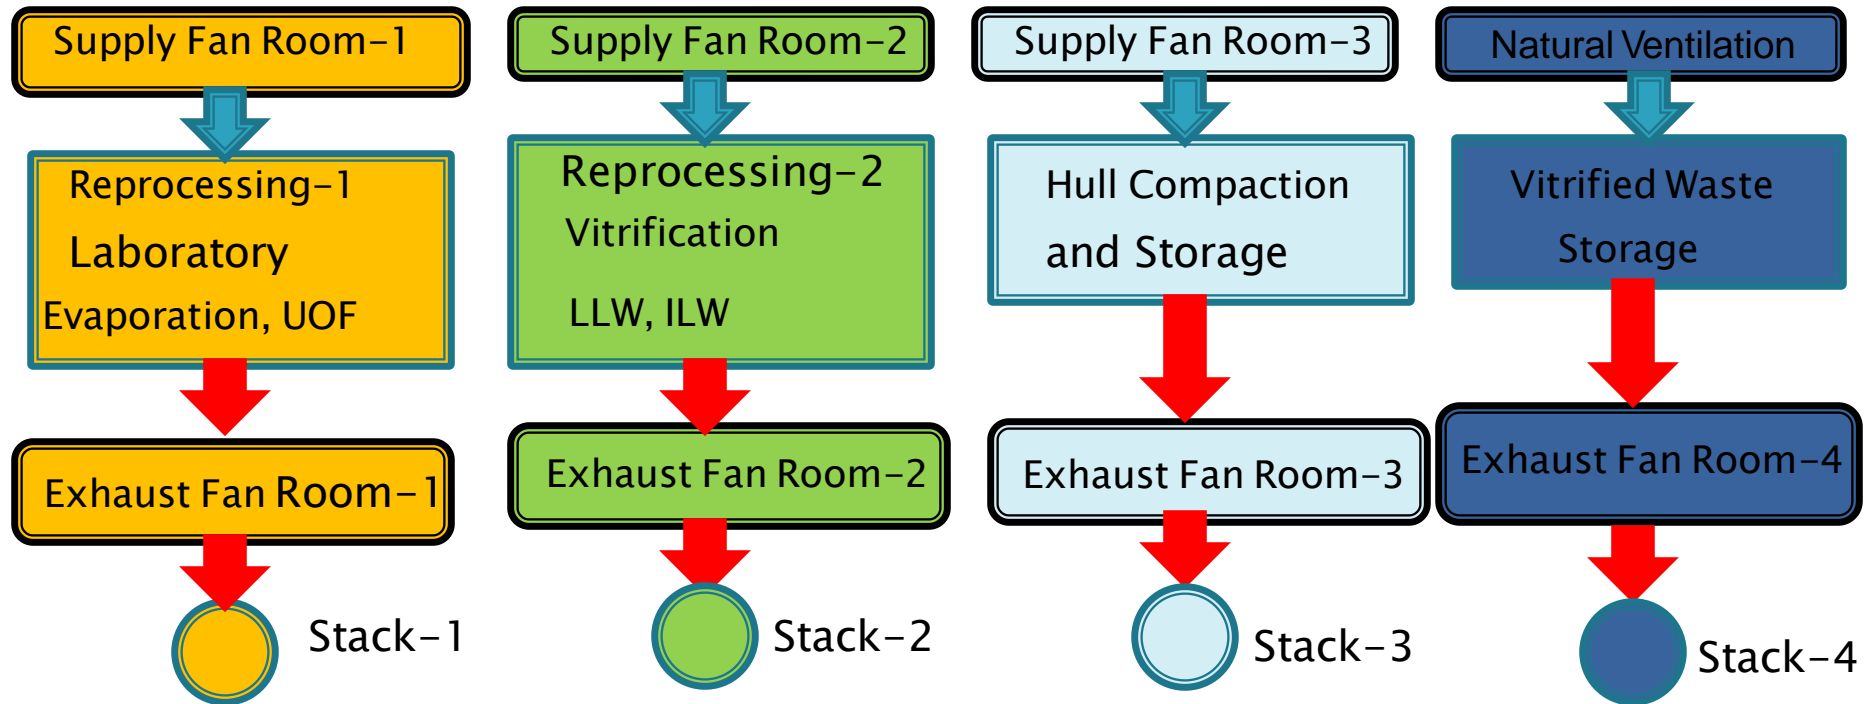 Supply Fan Room-1
Supply Fan Room-2
Supply Fan Room-3
Natural Ventilation
Reprocessing-1
Laboratory
Evaporation, UOF
Reprocessing-2
Vitrification
LLW, ILW
Hull Compaction
and Storage
Vitrified Waste
Storage
Exhaust Fan Room-1
Exhaust Fan Room-2
Exhaust Fan Room-3
Exhaust Fan Room-4
Stack-1
Stack-2
Stack-3
Stack-4